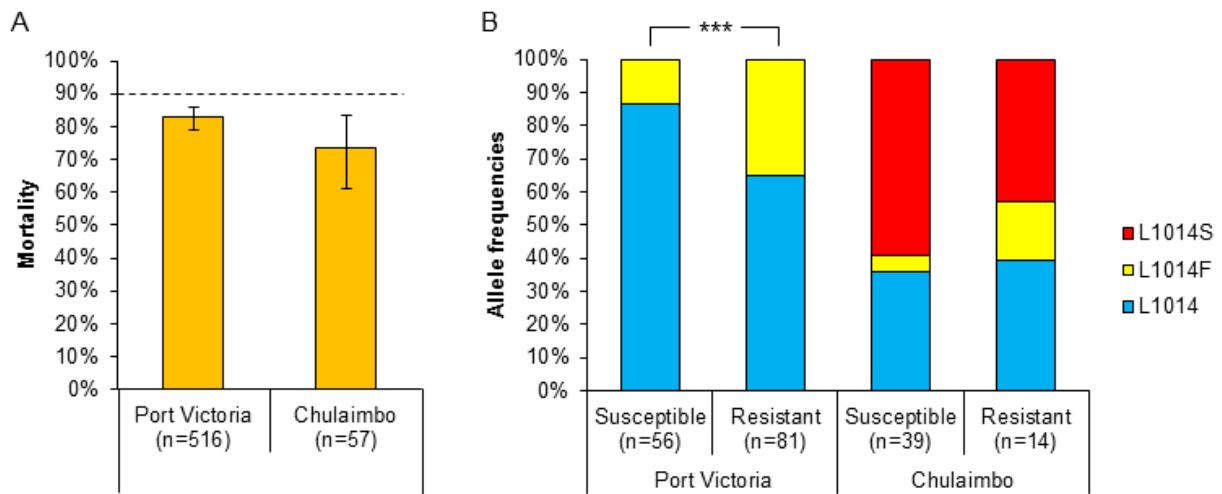 A
Mortality
100%
90%
80%
70%
60%
50%
40%
30%
20%
10%
0%
Port Victoria
(n=516)
Chulaimbo
(n=57)
B
***
Allele frequencies
100%
90%
80%
70%
60%
50%
40%
30%
20%
10%
0%
Susceptible
(n=56)
Resistant
(n=81)
Susceptible
(n=39)
Resistant
(n=14)
Port Victoria
Chulaimbo
L1014S
L1014F
L1014